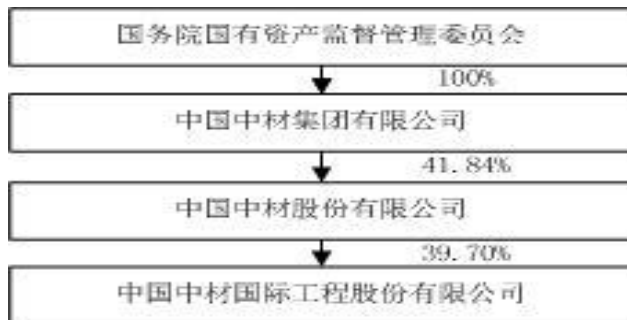 国务院国有资产监督管理委员会
100%
中国中材集团有限公司
41.84%
中国中材股份有限公司
39.70%
中国中材国际工程股份有限公司